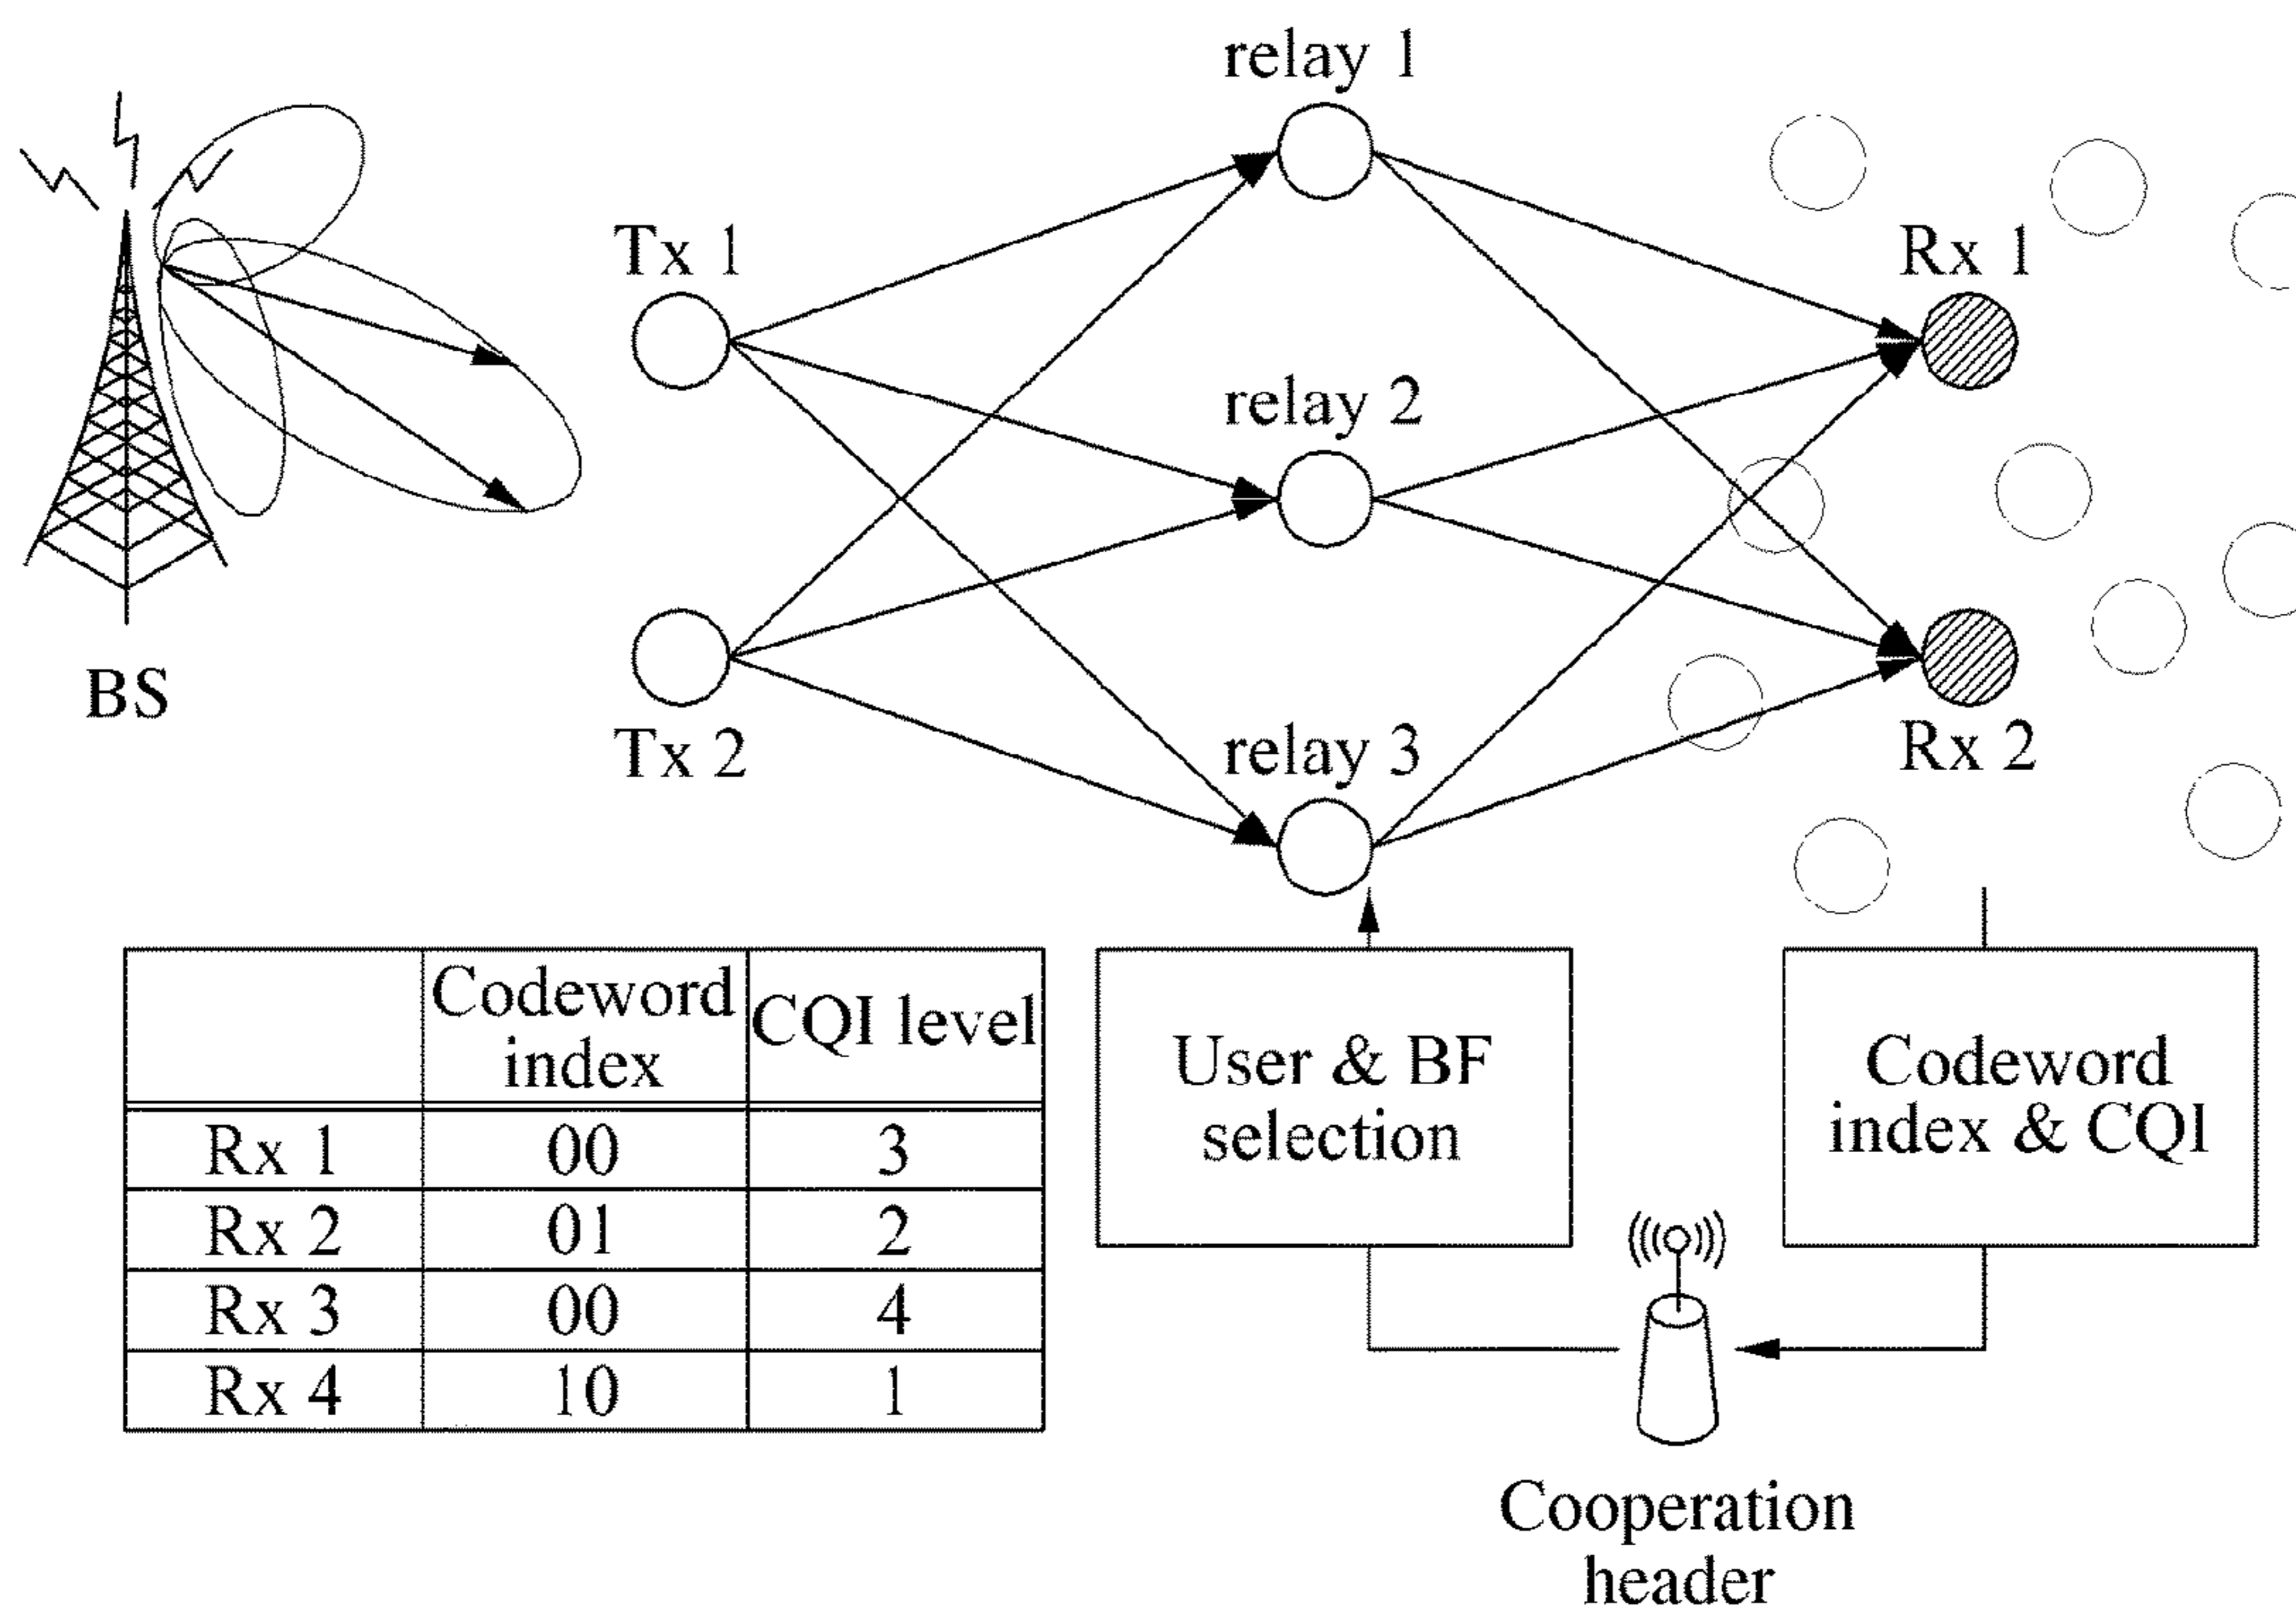 relay 1
Tx 1
Rx 1
relay 2
BS
Tx 2
relay 3
Rx 2
Codeword
index
CQI level
Rx 1 00 3
Rx 2 01 2
Rx 3 00 4
Rx 4 10 1
User & BF
selection
Codeword
index & CQI
Cooperation
header